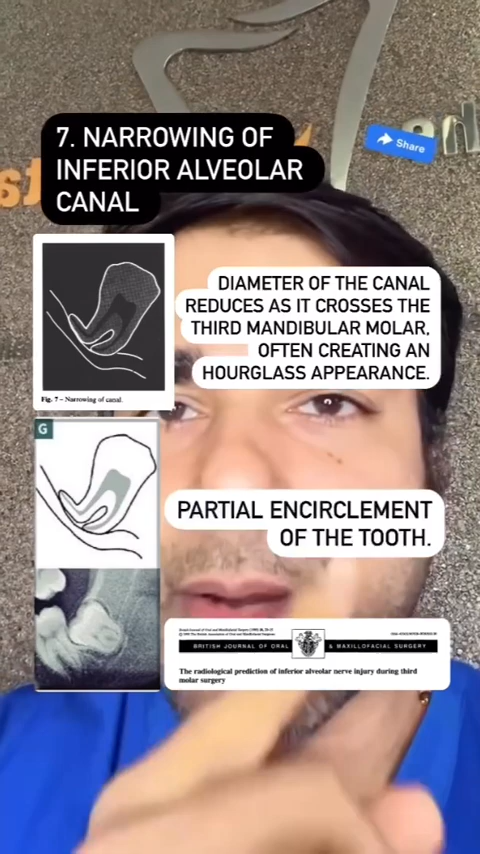 7. NARROWING OF
INFERIOR ALVEOLAR
CANAL
Share
DIAMETER OF THE CANAL
REDUCES AS IT CROSSES THE
THIRD MANDIBULAR MOLAR,
OFTEN CREATING AN
HOURGLASS APPEARANCE.
Fig. 7 – Narrowing of canal.
G
PARTIAL ENCIRCLEMENT
OF THE TOOTH.
BRITISH JOURNAL OF ORAL & MAXILLOFACIAL SURGERY
The radiological prediction of inferior alveolar nerve injury during third
molar surgery